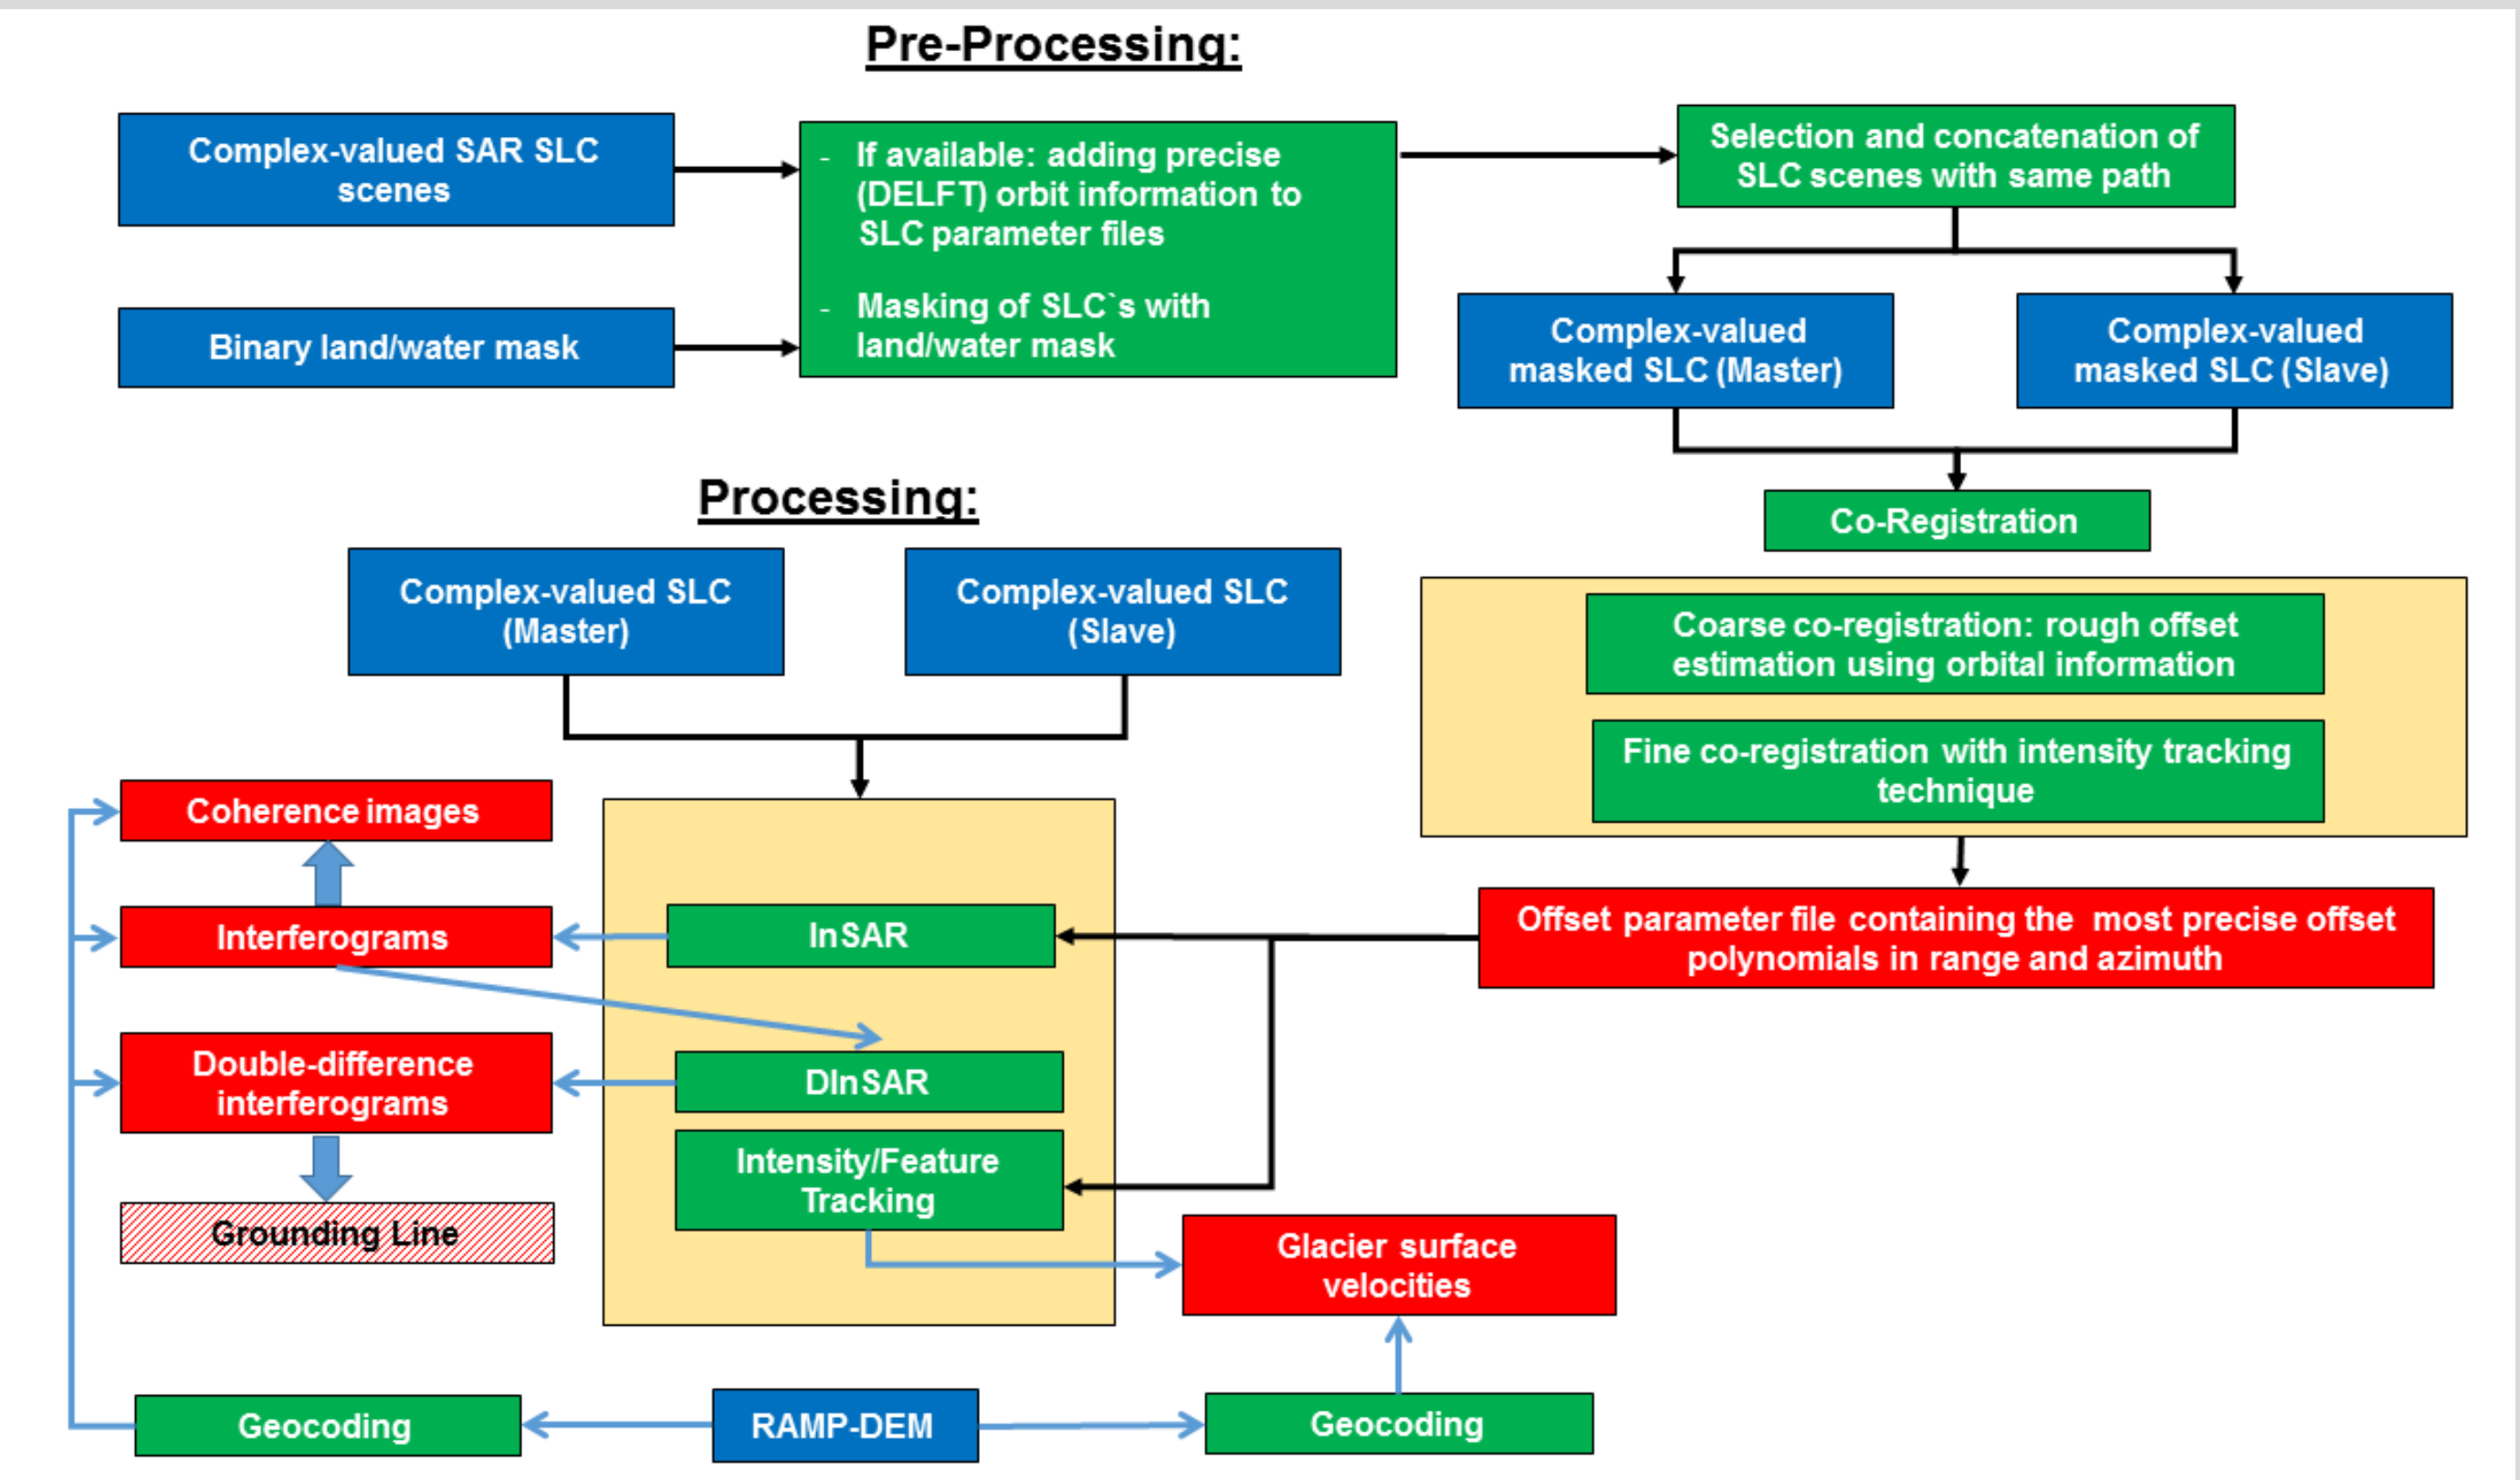 Pre-Processing:
Complex-valued SAR SLC
scenes
Binary land/water mask
- If available: adding precise
(DELFT) orbit information to
SLC parameter files
- Masking of SLC`s with
land/water mask
Selection and concatenation of
SLC scenes with same path
Complex-valued
masked SLC (Master)
Complex-valued
masked SLC (Slave)
Co-Registration
Coarse co-registration: rough offset
estimation using orbital information
Fine co-registration with intensity tracking
technique
Offset parameter file containing the most precise offset
polynomials in range and azimuth
Processing:
Complex-valued SLC
(Master)
Complex-valued SLC
(Slave)
Coherence images
Interferograms
InSAR
Double-difference
interferograms
DInSAR
Intensity/Feature
Tracking
Grounding Line
Glacier surface
velocities
Geocoding
RAMP-DEM
Geocoding